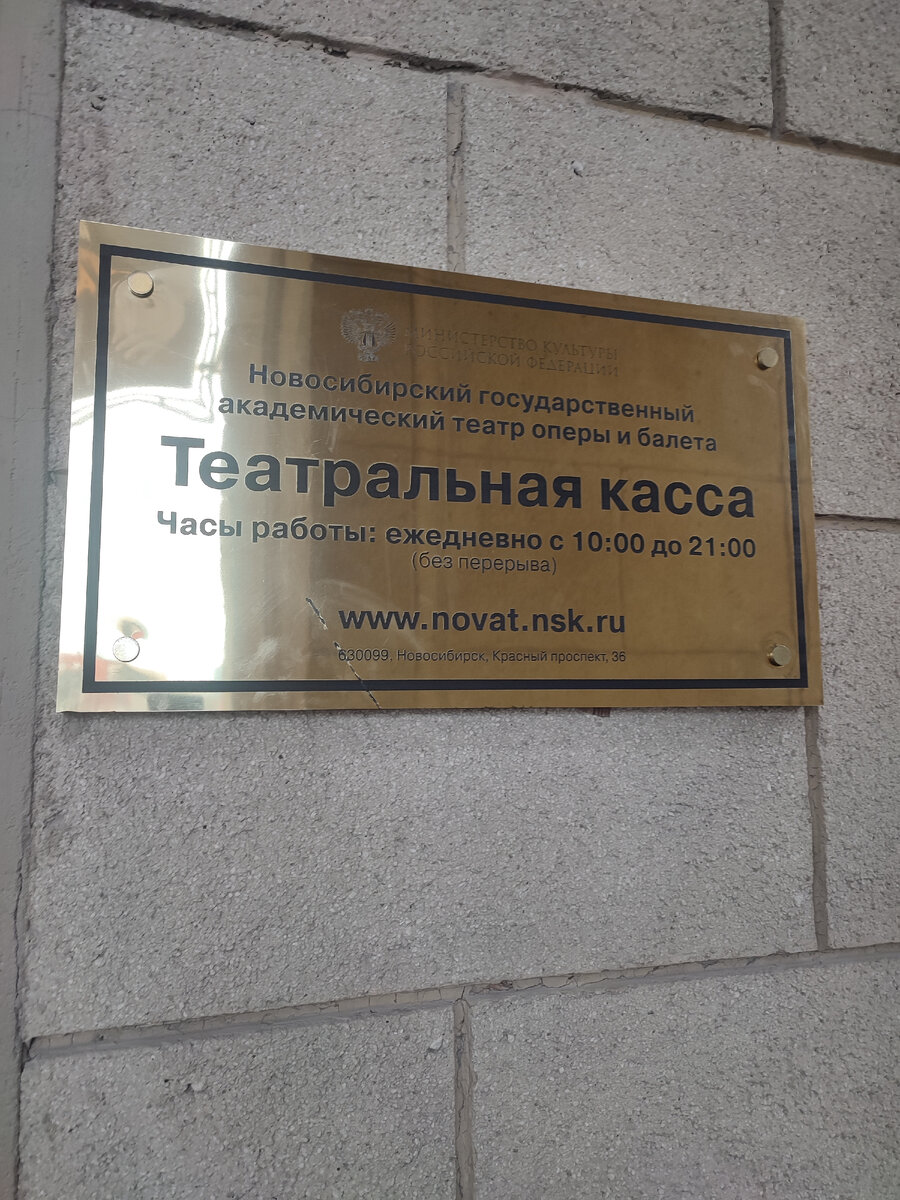 МИНИСТЕРСТВО КУЛЬТУРЫ
РОССИЙСКОЙ ФЕДЕРАЦИИ
Новосибирский государственный
академический театр оперы и балета
Театральная касса
Часы работы: ежедневно с 10:00 до 21:00
(без перерыва)
www.novat.nsk.ru
630099, Новосибирск, Красный проспект, 36